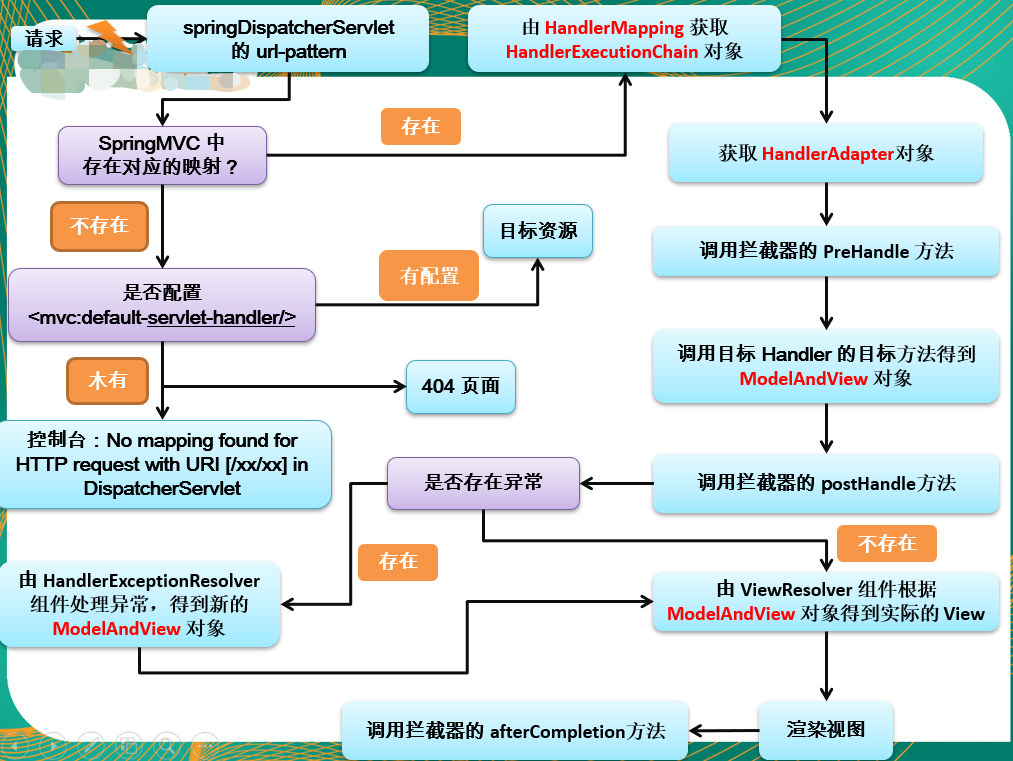 请求
springDispatcherServlet
的 url-pattern
由 HandlerMapping 获取
HandlerExecutionChain 对象
SpringMVC 中
存在对应的映射？
存在
获取 HandlerAdapter对象
不存在
目标资源
调用拦截器的 PreHandle 方法
是否配置
<mvc:default-servlet-handler/>
有配置
木有
404 页面
调用目标 Handler 的目标方法得到
ModelAndView 对象
控制台：No mapping found for
HTTP request with URI [/xx/xx] in
DispatcherServlet
是否存在异常
调用拦截器的 postHandle方法
存在
不存在
由 HandlerExceptionResolver
组件处理异常，得到新的
ModelAndView 对象
由 ViewResolver 组件根据
ModelAndView 对象得到实际的 View
调用拦截器的 afterCompletion方法
渲染视图